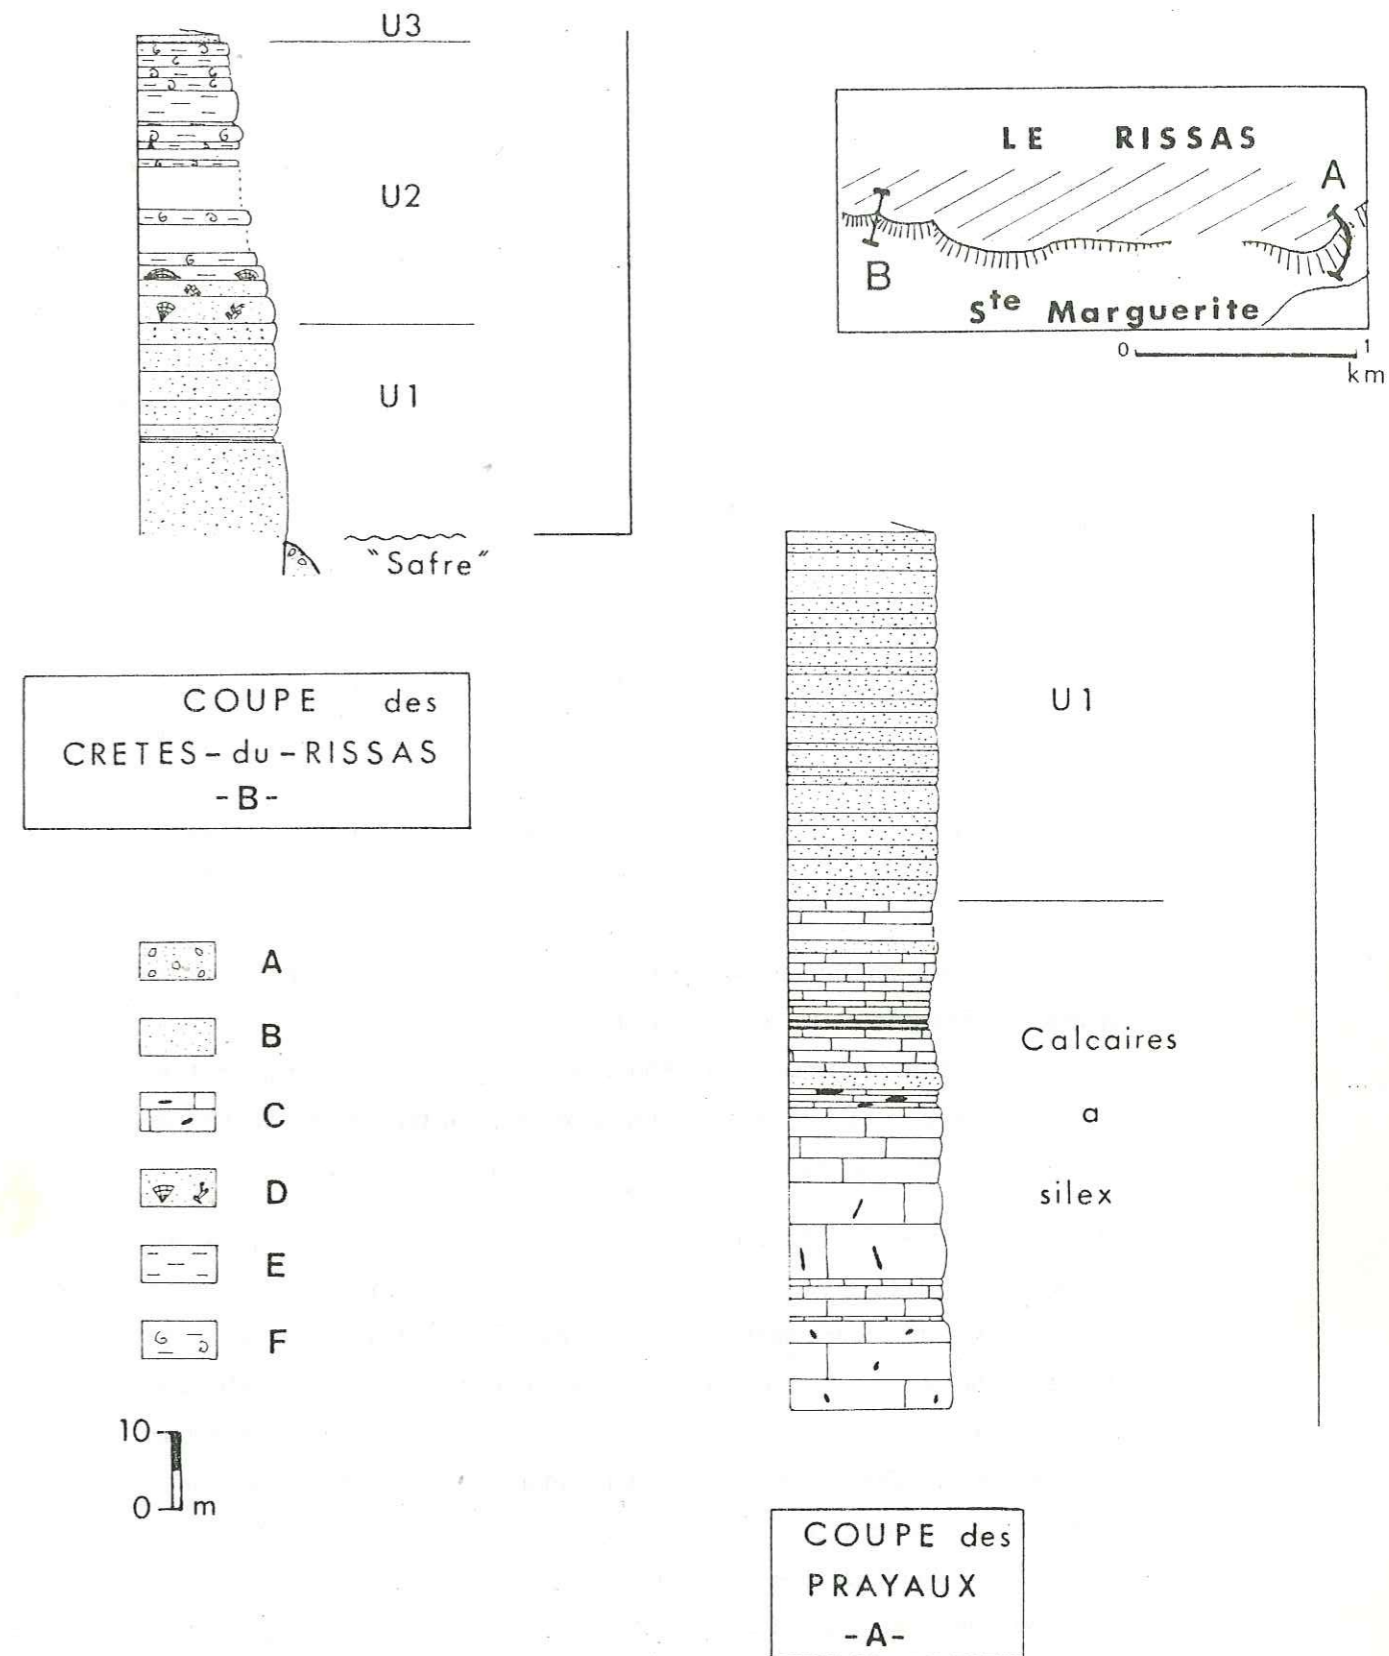 U3
U2
U1
"Safre"
COUPE des
CRETES-du-RISSAS
-B-
LE RISSAS
A
B
Ste Marguerite
0 1
km
A
B
C
D
E
F
10
0 m
U1
Calcaires
a
silex
COUPE des
PRAYAUX
-A-